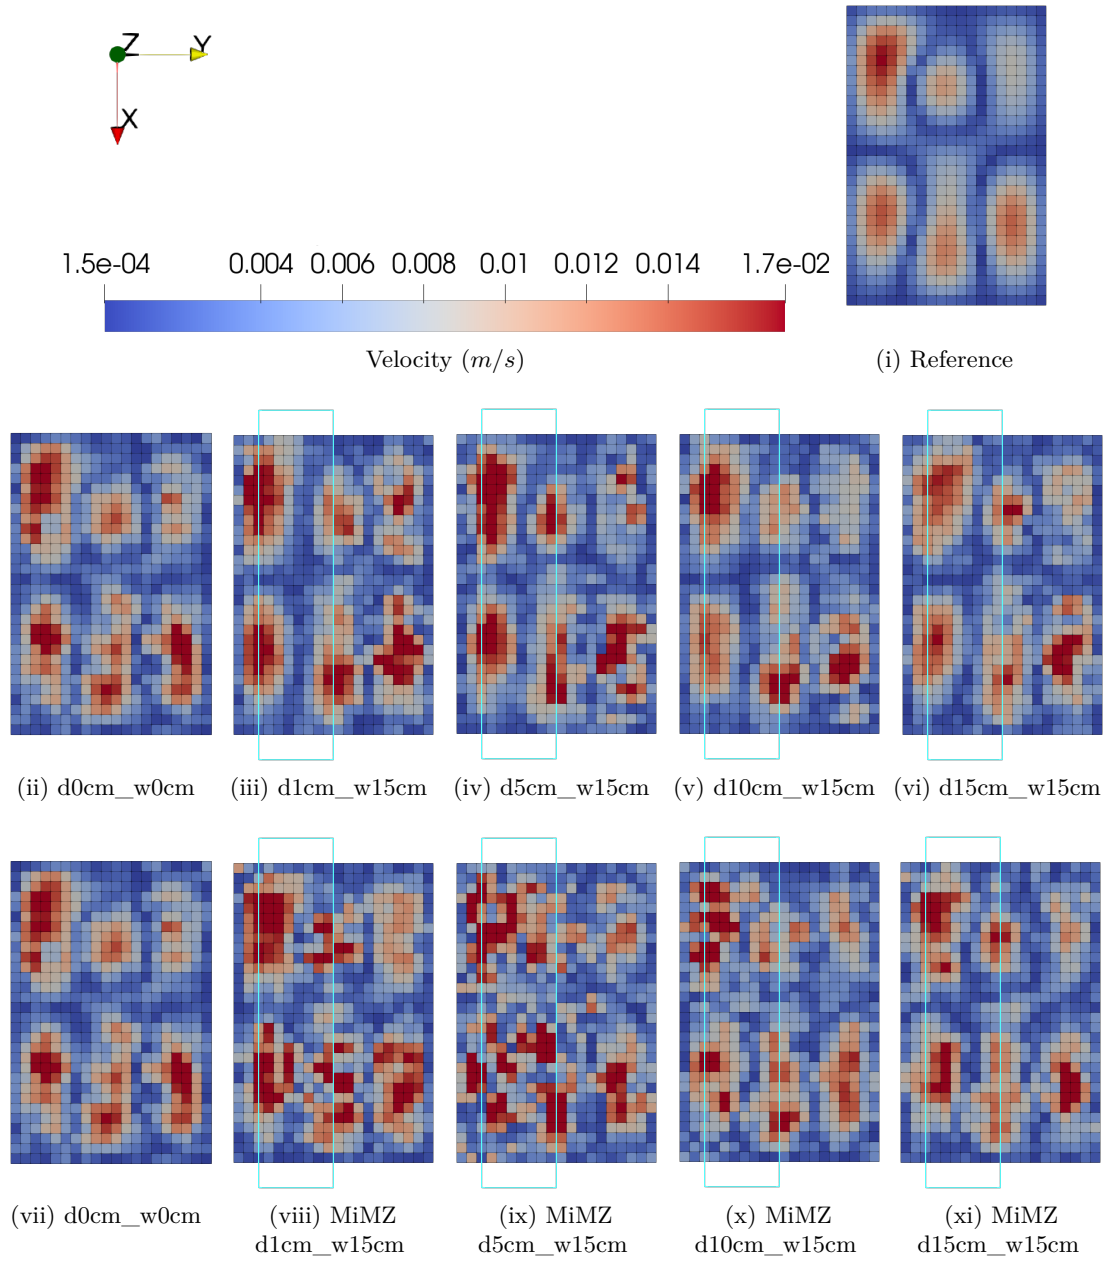 Z
Y
X
1.5e-04 0.004 0.006 0.008 0.01 0.012 0.014 1.7e-02
Velocity (m/s)
(i) Reference
(ii) d0cm_w0cm
(iii) d1cm_w15cm
(iv) d5cm_w15cm
(v) d10cm_w15cm
(vi) d15cm_w15cm
(vii) d0cm_w0cm
(viii) MiMZ
d1cm_w15cm
(ix) MiMZ
d5cm_w15cm
(x) MiMZ
d10cm_w15cm
(xi) MiMZ
d15cm_w15cm